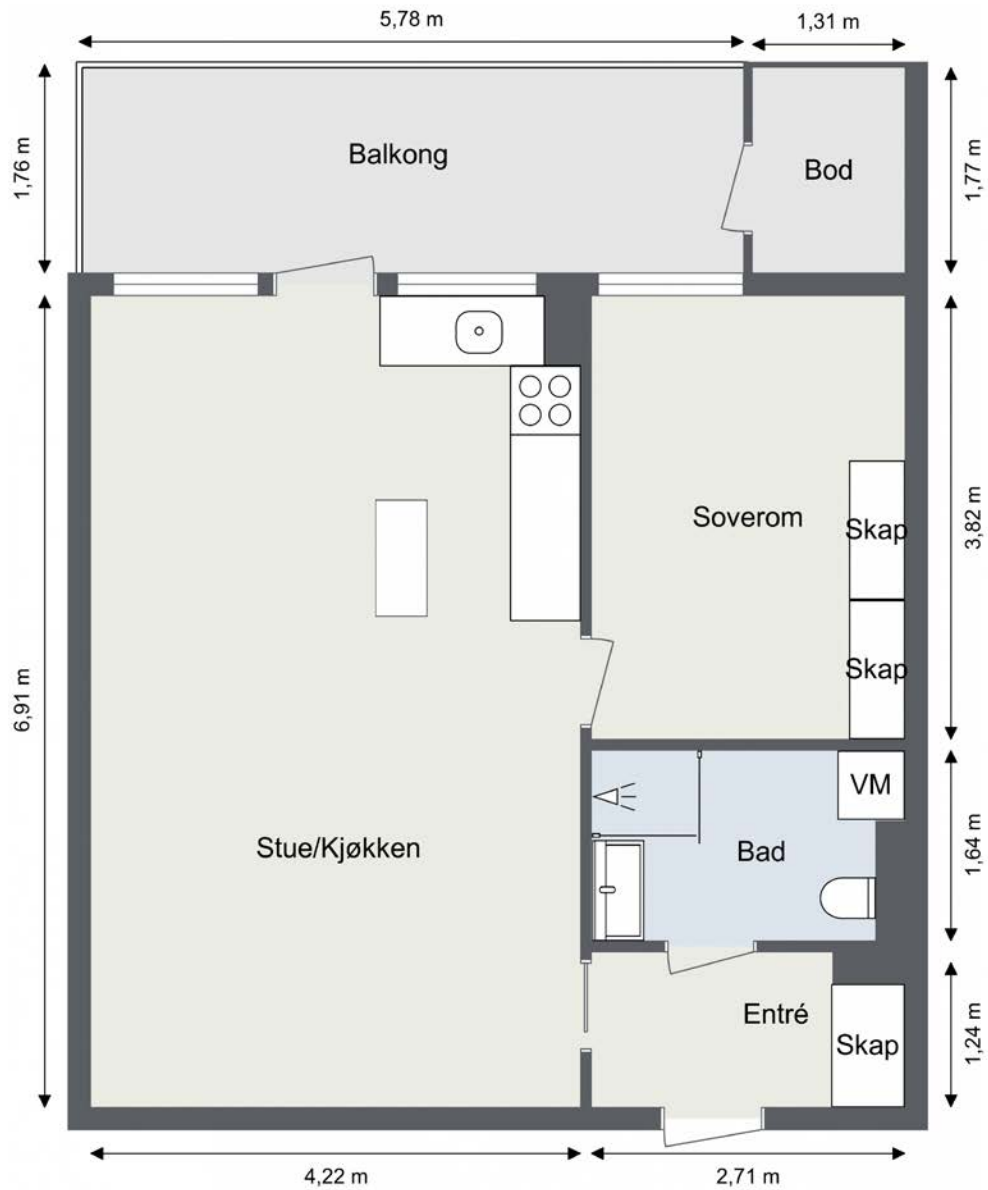 5,78 m
1,31 m
1,76 m
Balkong
Bod
1,77 m
Soverom
Skap
3,82 m
Skap
6,91 m
VM
Stue/Kjøkken
Bad
1,64 m
Entré
Skap
1,24 m
4,22 m
2,71 m